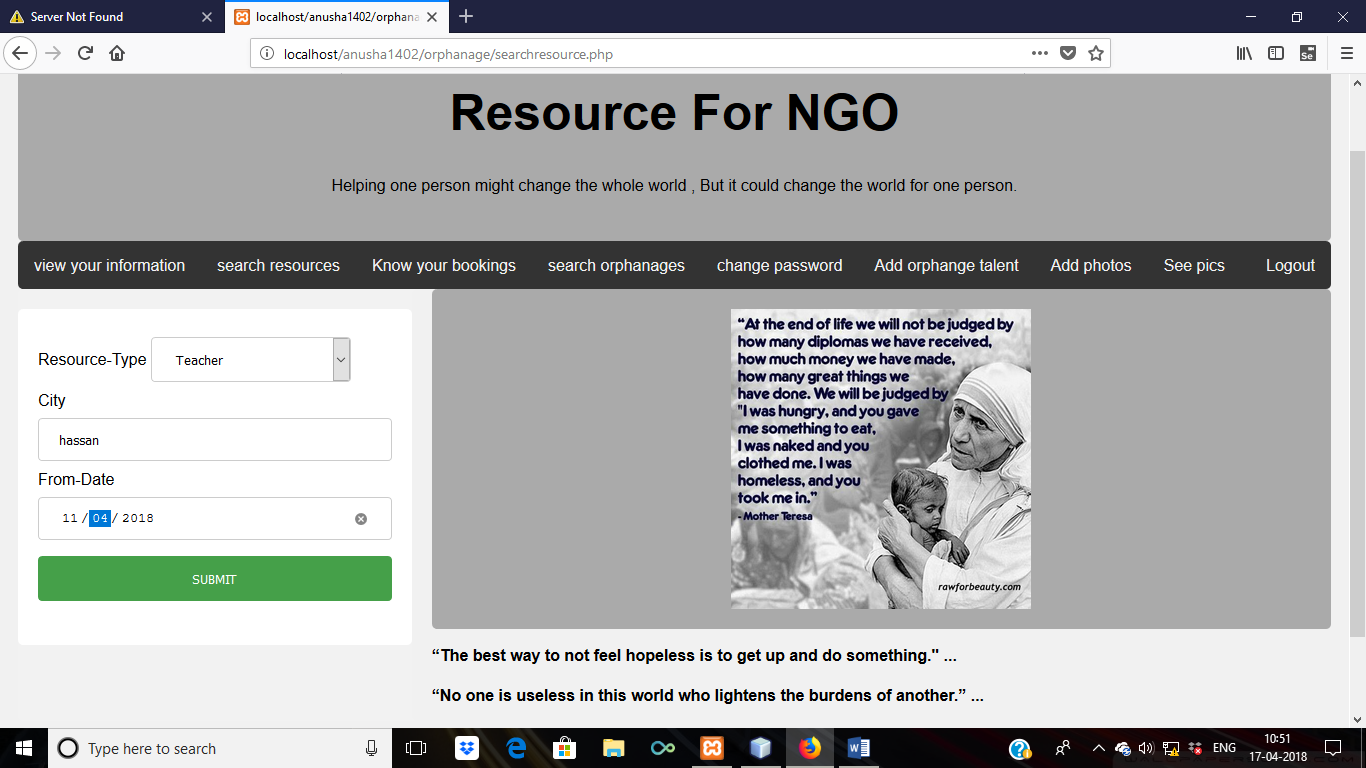 Server Not Found
localhost/anusha1402/orphana
localhost/anusha1402/orphanage/searchresource.php
Se
Resource For NGO
Helping one person might change the whole world , But it could change the world for one person.
view your information search resources Know your bookings search orphanages change password Add orphange talent Add photos See pics Logout
Resource-Type Teacher
City
hassan
From-Date
11 / 04 / 2018
SUBMIT
“At the end of life we will not be judged by
how many diplomas we have received,
how much money we have made,
how many great things we
have done. We will be judged by
"I was hungry, and you gave
me something to eat,
I was naked and you
clothed me. I was
homeless, and you
took me in.”
- Mother Teresa
rawforbeauty.com
“The best way to not feel hopeless is to get up and do something." ...
“No one is useless in this world who lightens the burdens of another.” ...
Type here to search
ENG
10:51
17-04-2018